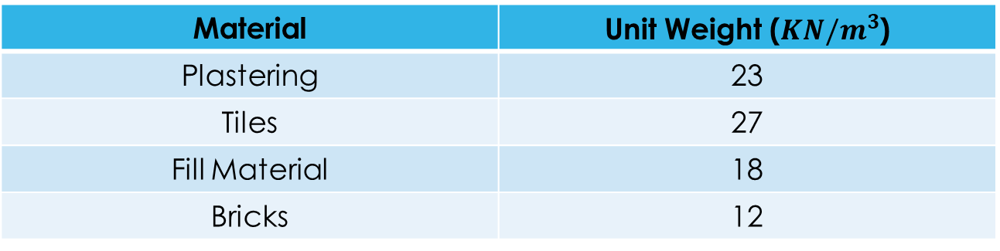 Material Unit Weight (KN/m³)
Plastering 23
Tiles 27
Fill Material 18
Bricks 12